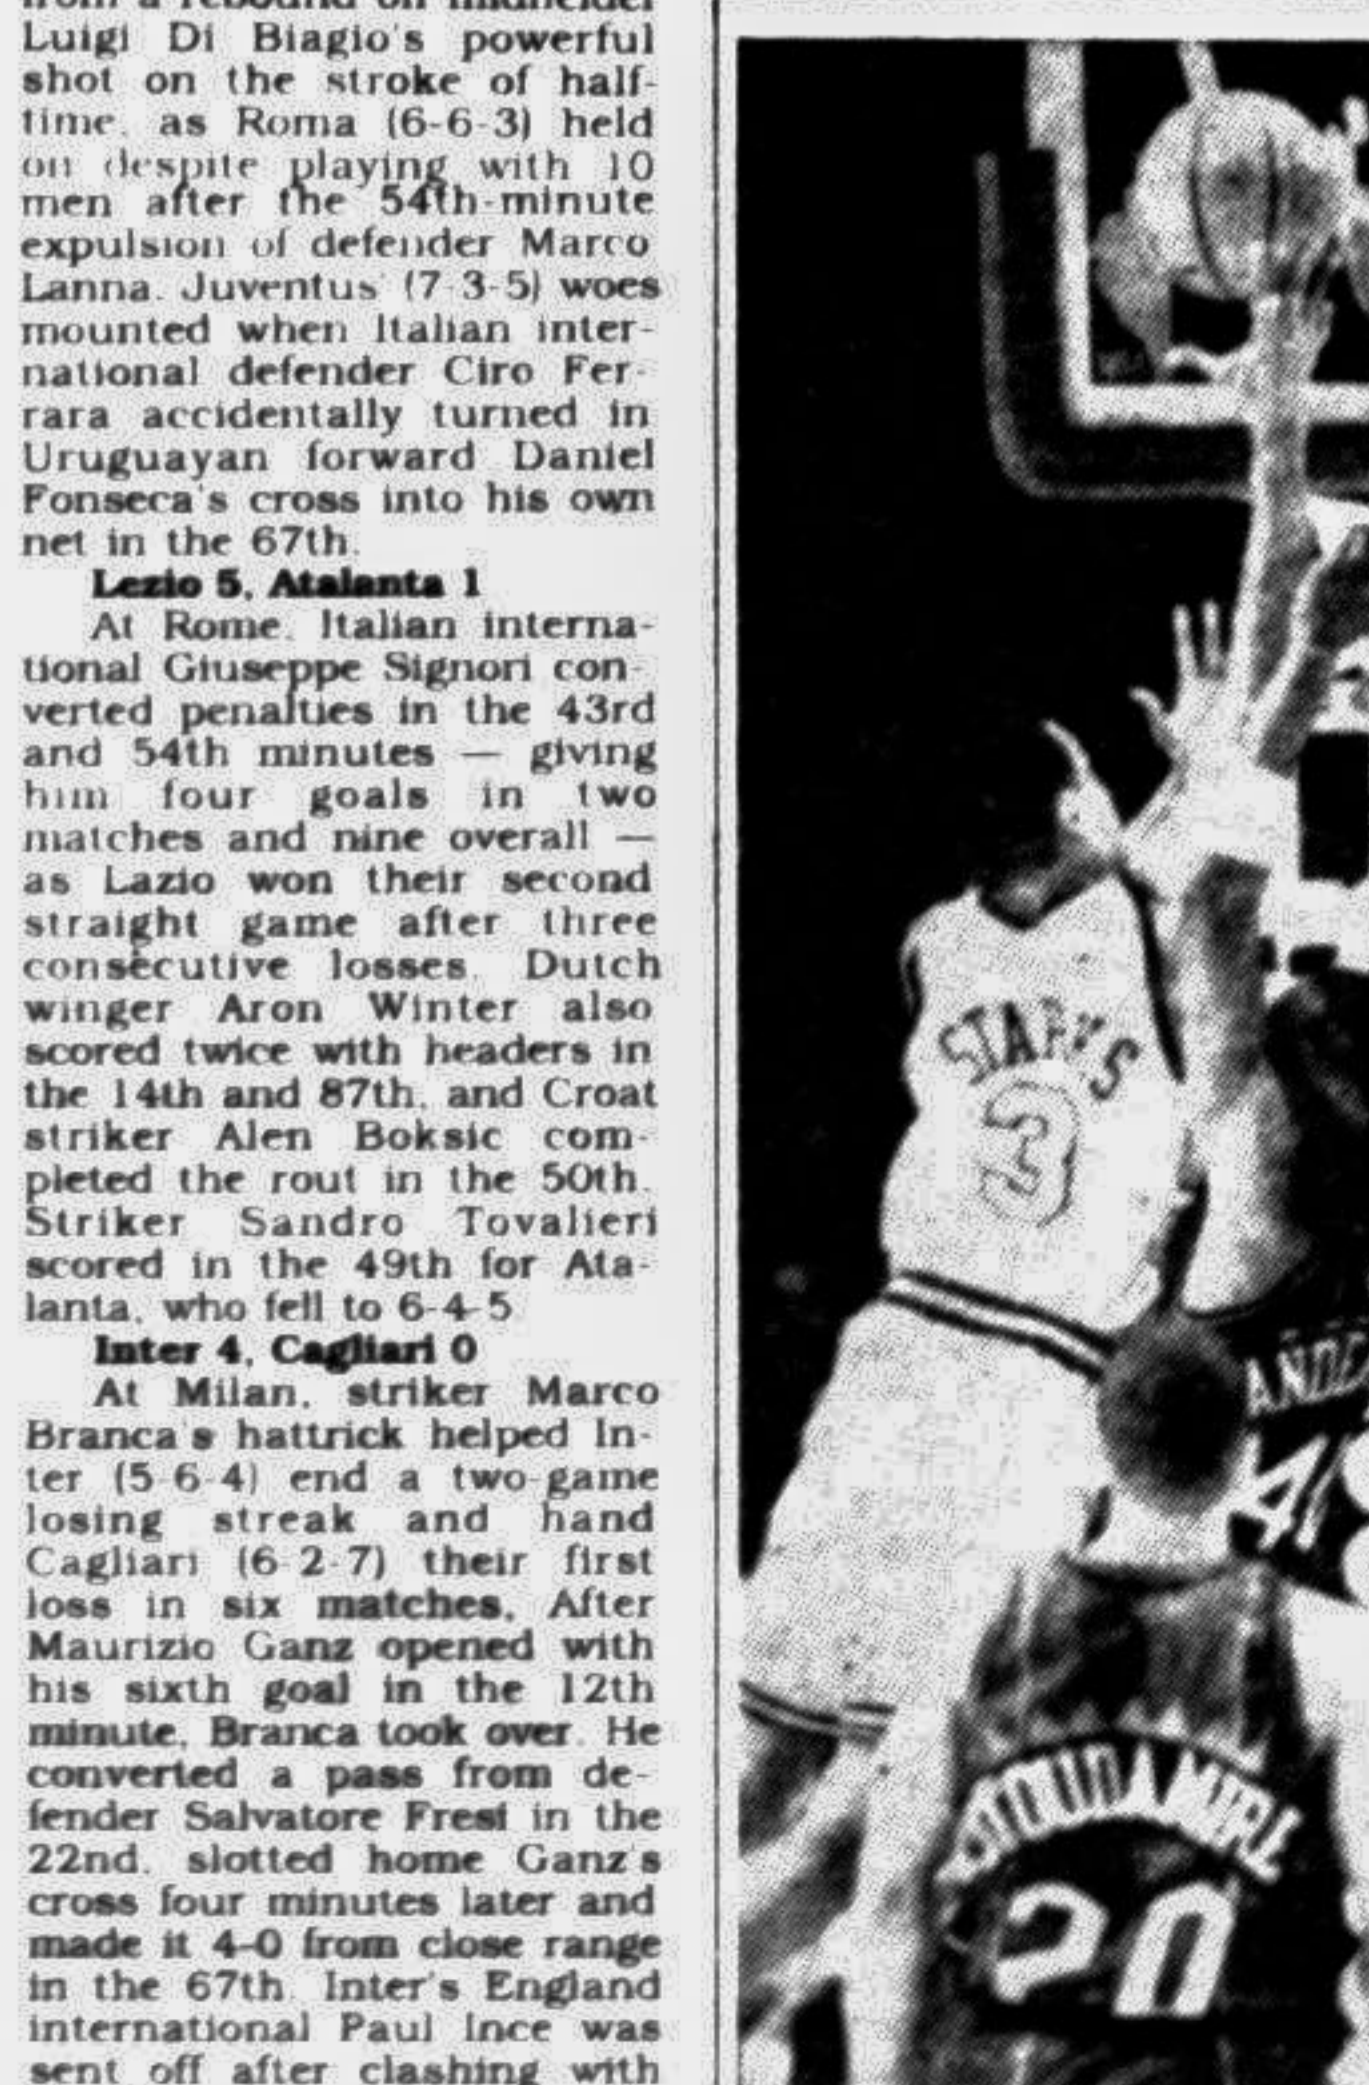 from a rebound on midfielder
Luigi Di Biagio's powerful
shot on the stroke of half-
time, as Roma (6-6-3) held
on despite playing with 10
men after the 54th-minute
expulsion of defender Marco
Lanna. Juventus' (7-3-5) woes
mounted when Italian inter-
national defender Ciro Fer-
rara accidentally turned in
Uruguayan forward Daniel
Fonseca's cross into his own
net in the 67th.
Lezio 5, Atalanta 1
At Rome, Italian interna-
tional Giuseppe Signori con-
verted penalties in the 43rd
and 54th minutes — giving
him four goals in two
matches and nine overall —
as Lazio won their second
straight game after three
consecutive losses. Dutch
winger Aron Winter also
scored twice with headers in
the 14th and 87th, and Croat
striker Alen Boksic com-
pleted the rout in the 50th.
Striker Sandro Tovalieri
scored in the 49th for Ata-
lanta, who fell to 6-4-5.
Inter 4, Cagliari 0
At Milan, striker Marco
Branca's hattrick helped In-
ter (5-6-4) end a two-game
losing streak and hand
Cagliari (6-2-7) their first
loss in six matches. After
Maurizio Ganz opened with
his sixth goal in the 12th
minute, Branca took over. He
converted a pass from de-
fender Salvatore Fresi in the
22nd, slotted home Ganz's
cross four minutes later and
made it 4-0 from close range
in the 67th. Inter's England
international Paul Ince was
sent off after clashing with
STARKS
3
ANDE
41
20